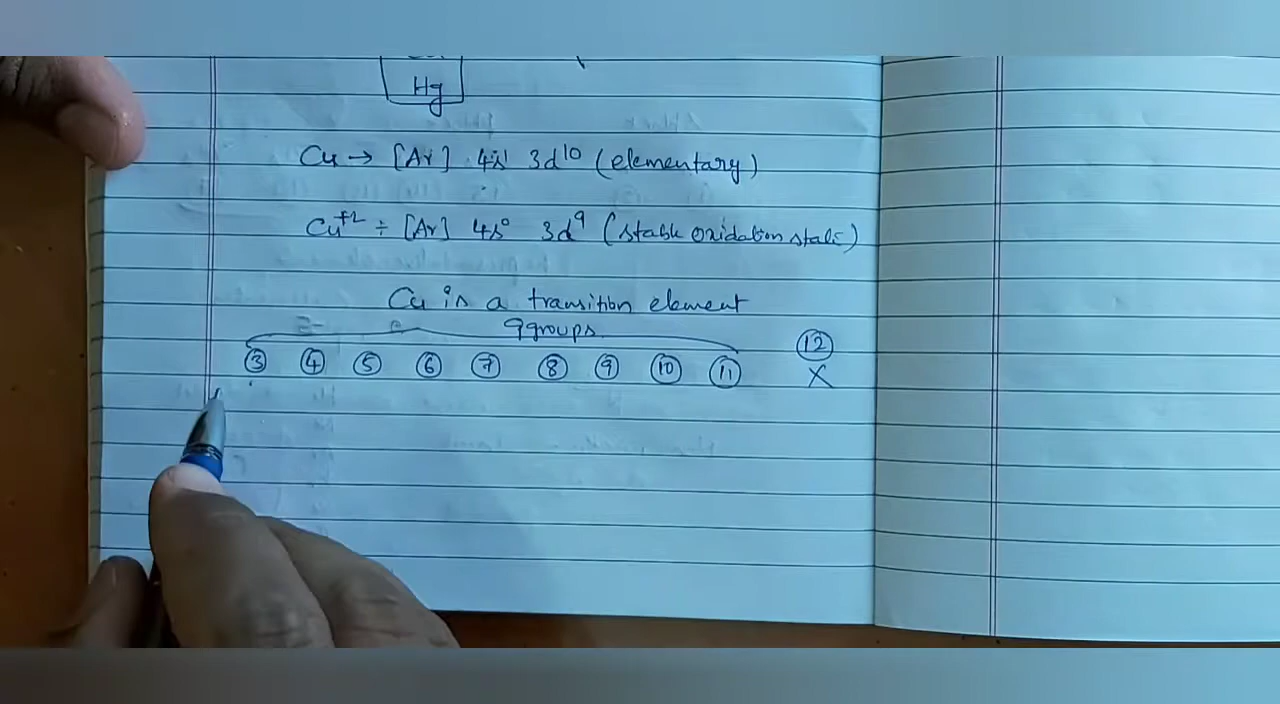 Hg
Cu → [Ar] 4s¹ 3d¹⁰ (elementary)
Cu⁺² ÷ [Ar] 4s⁰ 3d⁹ (stable oxidation state)
Cu is a transition element
9 groups
③ ④ ⑤ ⑥ ⑦ ⑧ ⑨ ⑩ ⑪ ⑫
X